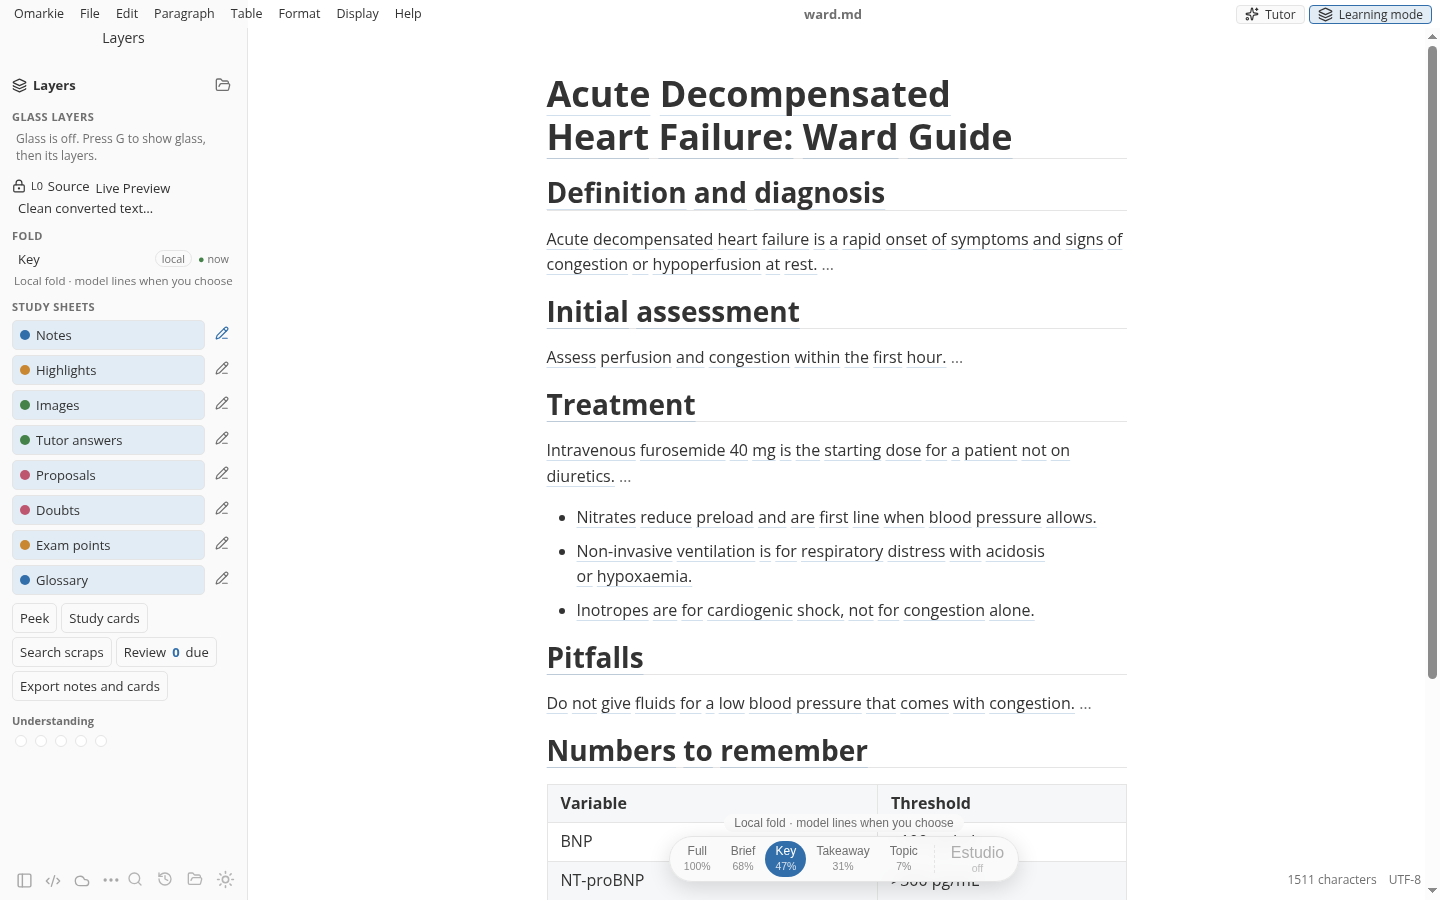 Omarkie File Edit Paragraph Table Format Display Help
ward.md
Tutor
Learning mode
Layers
Layers
GLASS LAYERS
Glass is off. Press G to show glass,
then its layers.
L0 Source Live Preview
Clean converted text...
FOLD
Key local now
Local fold · model lines when you choose
STUDY SHEETS
Notes
Highlights
Images
Tutor answers
Proposals
Doubts
Exam points
Glossary
Peek Study cards
Search scraps Review 0 due
Export notes and cards
Understanding
Acute Decompensated
Heart Failure: Ward Guide
Definition and diagnosis
Acute decompensated heart failure is a rapid onset of symptoms and signs of
congestion or hypoperfusion at rest. ...
Initial assessment
Assess perfusion and congestion within the first hour. ...
Treatment
Intravenous furosemide 40 mg is the starting dose for a patient not on
diuretics. ...
• Nitrates reduce preload and are first line when blood pressure allows.
• Non-invasive ventilation is for respiratory distress with acidosis
or hypoxaemia.
• Inotropes are for cardiogenic shock, not for congestion alone.
Pitfalls
Do not give fluids for a low blood pressure that comes with congestion. ...
Numbers to remember
Variable Threshold
Local fold · model lines when you choose
BNP
Full Brief Key Takeaway Topic Estudio
100% 68% 47% 31% 7% off
NT-proBNP
1511 characters UTF-8